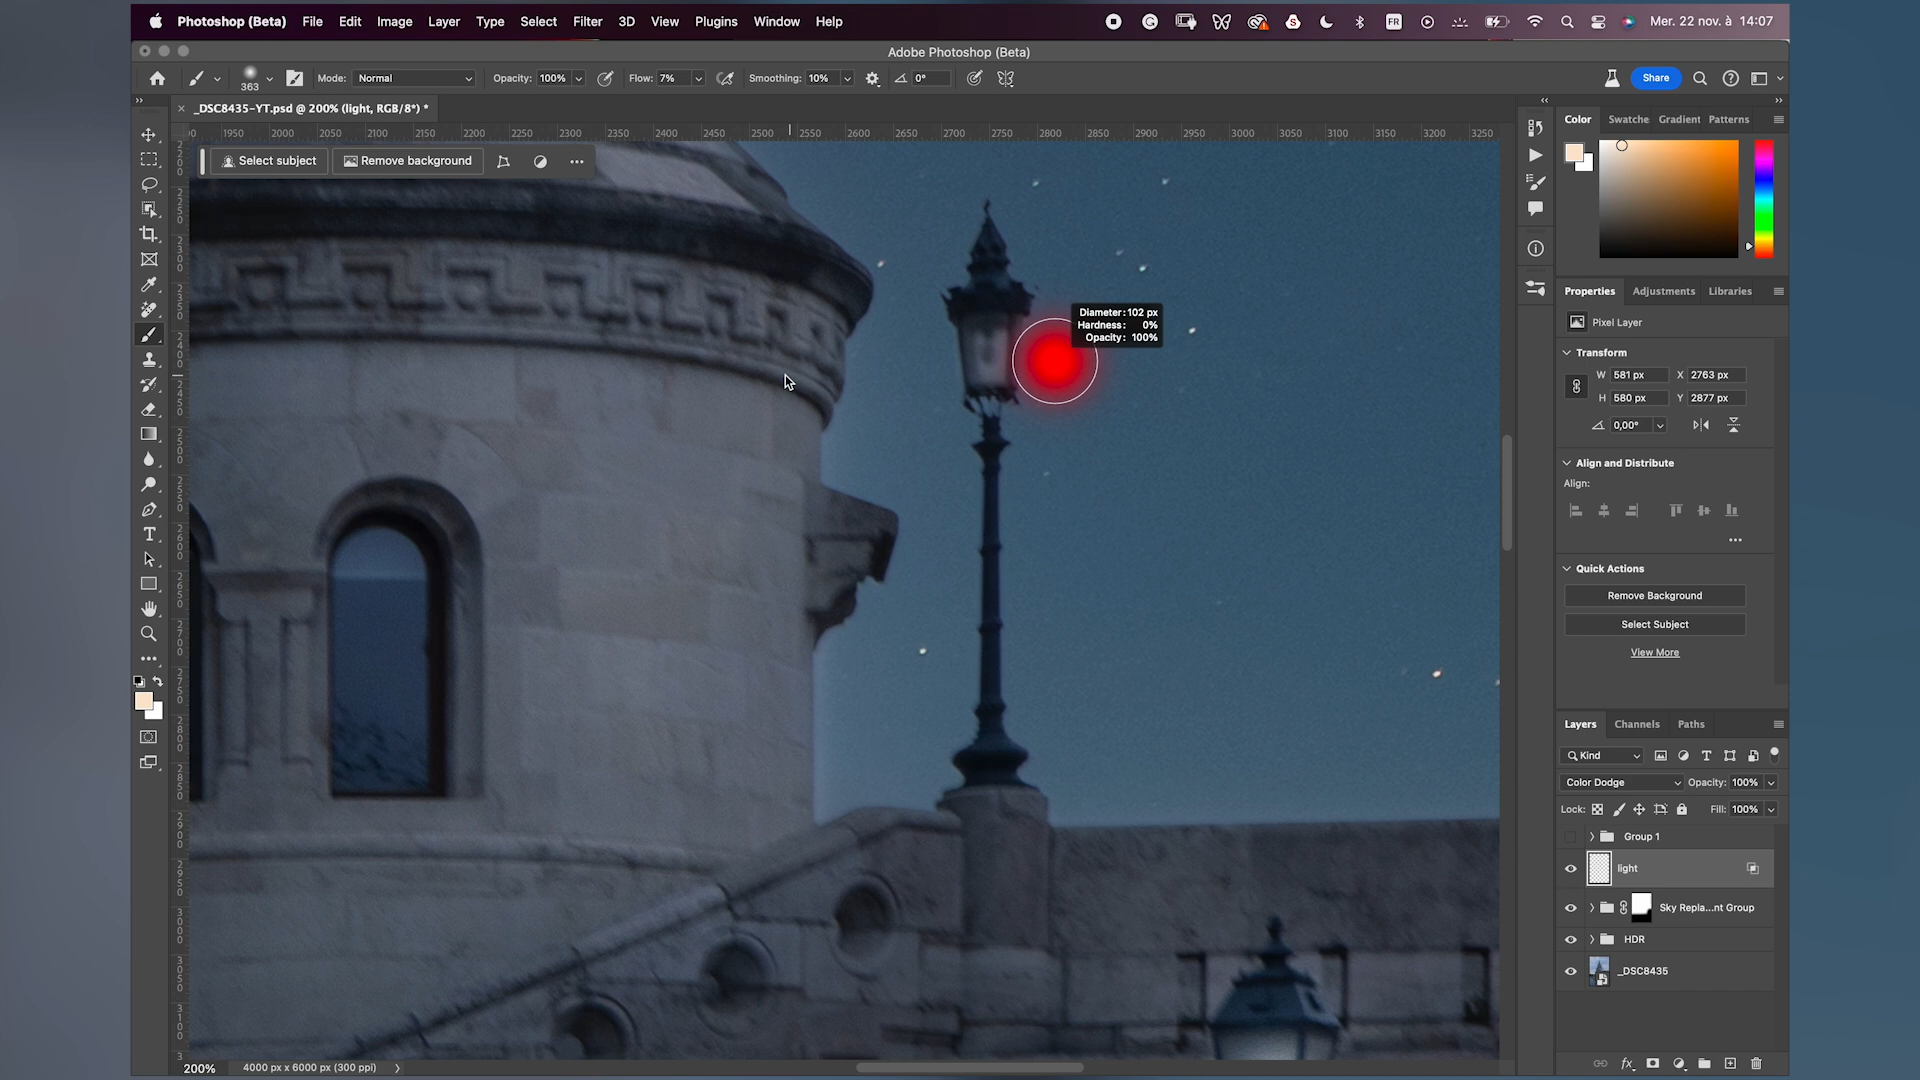 Photoshop (Beta) File Edit Image Layer Type Select Filter 3D View Plugins Window Help FR Mer. 22 nov. à 14:07
Adobe Photoshop (Beta)
363 Mode: Normal Opacity: 100% Flow: 7% Smoothing: 10% 0° Share
_DSC8435-YT.psd @ 200% (light, RGB/8*) *
1950 2000 2050 2100 2150 2200 2250 2300 2350 2400 2450 2500 2550 2600 2650 2700 2750 2800 2850 2900 2950 3000 3050 3100 3150 3200 3250
Select subject Remove background
Diameter: 102 px
Hardness: 0%
Opacity: 100%
Color Swatche Gradient Patterns
Properties Adjustments Libraries
Pixel Layer
Transform
W 581 px X 2763 px
H 580 px Y 2877 px
0,00°
Align and Distribute
Align:
Quick Actions
Remove Background
Select Subject
View More
Layers Channels Paths
Kind
Color Dodge Opacity: 100%
Lock: Fill: 100%
Group 1
light
Sky Repla...nt Group
HDR
_DSC8435
200% 4000 px x 6000 px (300 ppi)